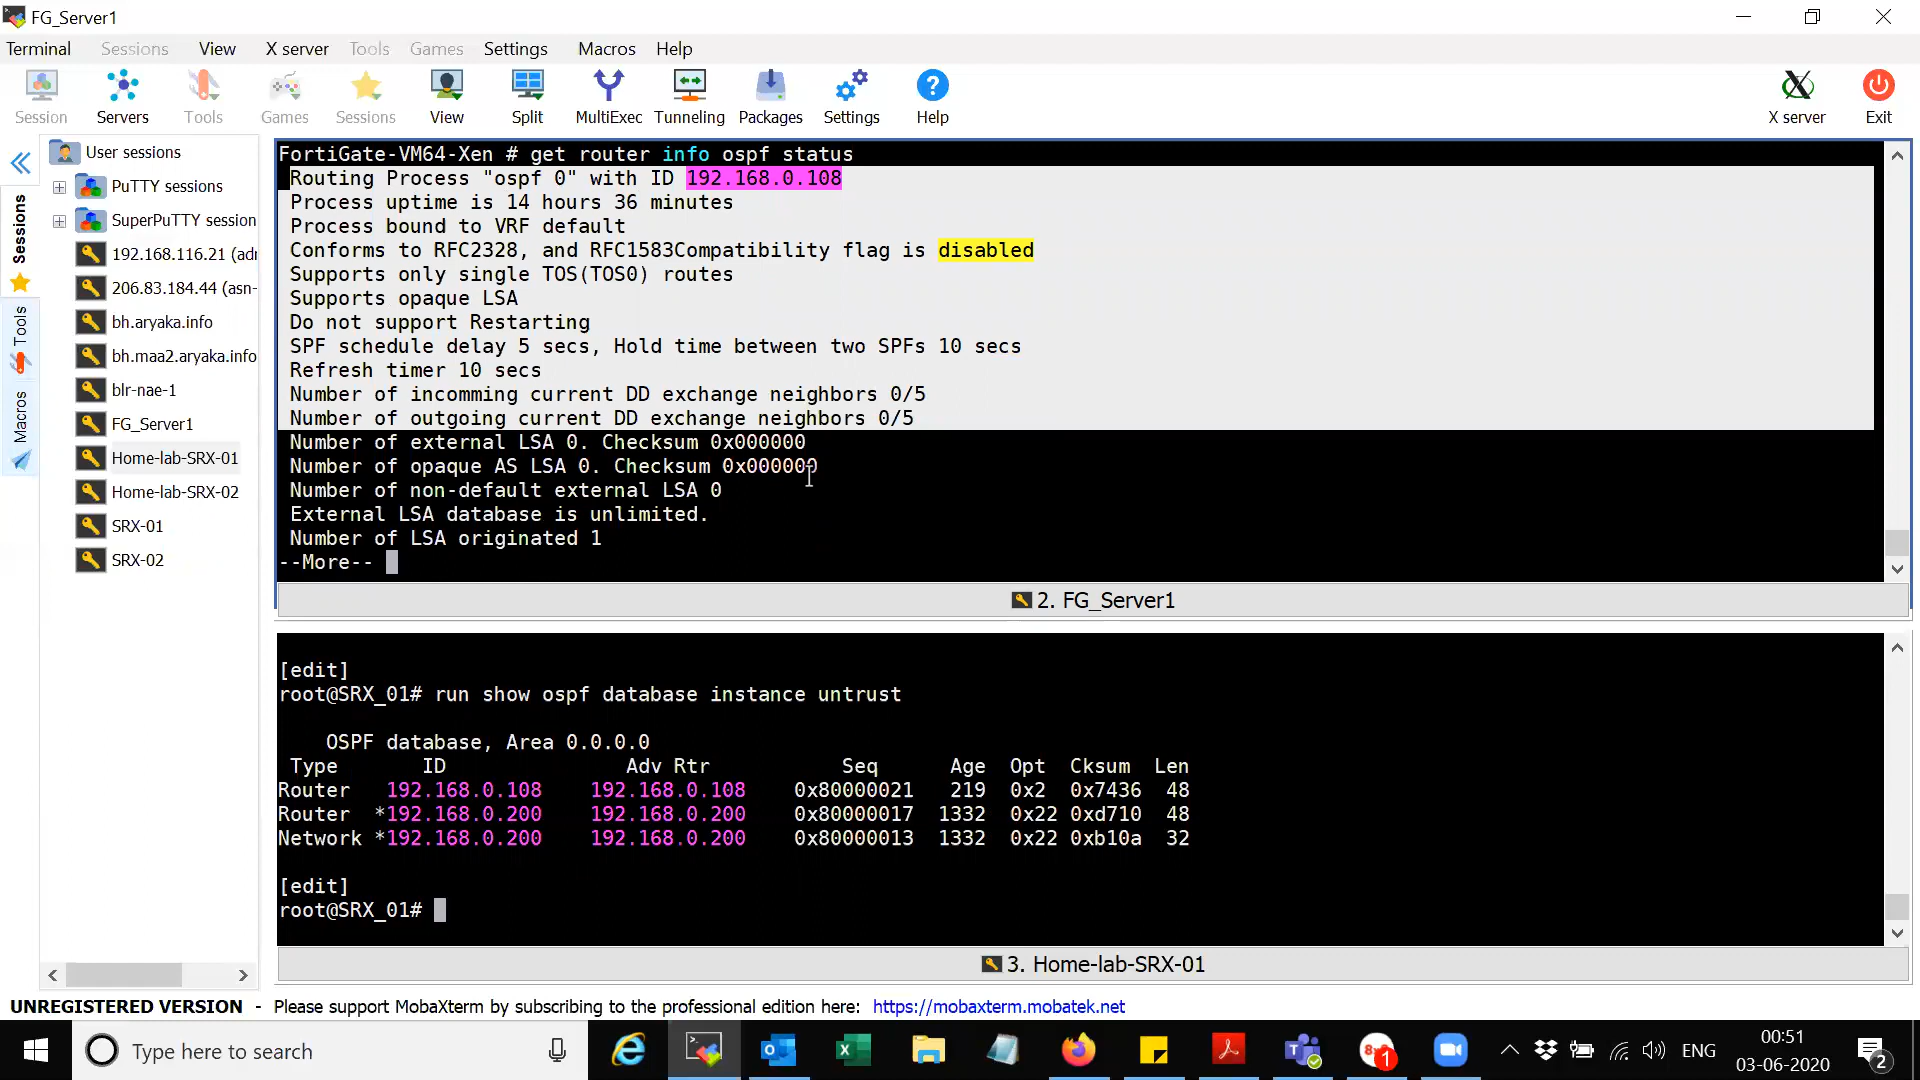 FG_Server1
Terminal Sessions View X server Tools Games Settings Macros Help
Session Servers Tools Games Sessions View Split MultiExec Tunneling Packages Settings Help X server Exit
Sessions
Tools
Macros
User sessions
PuTTY sessions
SuperPuTTY session
192.168.116.21 (adr
206.83.184.44 (asn-
bh.aryaka.info
bh.maa2.aryaka.info
blr-nae-1
FG_Server1
Home-lab-SRX-01
Home-lab-SRX-02
SRX-01
SRX-02
FortiGate-VM64-Xen # get router info ospf status
Routing Process "ospf 0" with ID 192.168.0.108
Process uptime is 14 hours 36 minutes
Process bound to VRF default
Conforms to RFC2328, and RFC1583Compatibility flag is disabled
Supports only single TOS(TOS0) routes
Supports opaque LSA
Do not support Restarting
SPF schedule delay 5 secs, Hold time between two SPFs 10 secs
Refresh timer 10 secs
Number of incomming current DD exchange neighbors 0/5
Number of outgoing current DD exchange neighbors 0/5
Number of external LSA 0. Checksum 0x000000
Number of opaque AS LSA 0. Checksum 0x000000
Number of non-default external LSA 0
External LSA database is unlimited.
Number of LSA originated 1
--More--
2. FG_Server1
[edit]
root@SRX_01# run show ospf database instance untrust
OSPF database, Area 0.0.0.0
Type ID Adv Rtr Seq Age Opt Cksum Len
Router 192.168.0.108 192.168.0.108 0x80000021 219 0x2 0x7436 48
Router *192.168.0.200 192.168.0.200 0x80000017 1332 0x22 0xd710 48
Network *192.168.0.200 192.168.0.200 0x80000013 1332 0x22 0xb10a 32
[edit]
root@SRX_01#
3. Home-lab-SRX-01
UNREGISTERED VERSION - Please support MobaXterm by subscribing to the professional edition here: https://mobaxterm.mobatek.net
Type here to search
ENG
00:51
03-06-2020
1
2